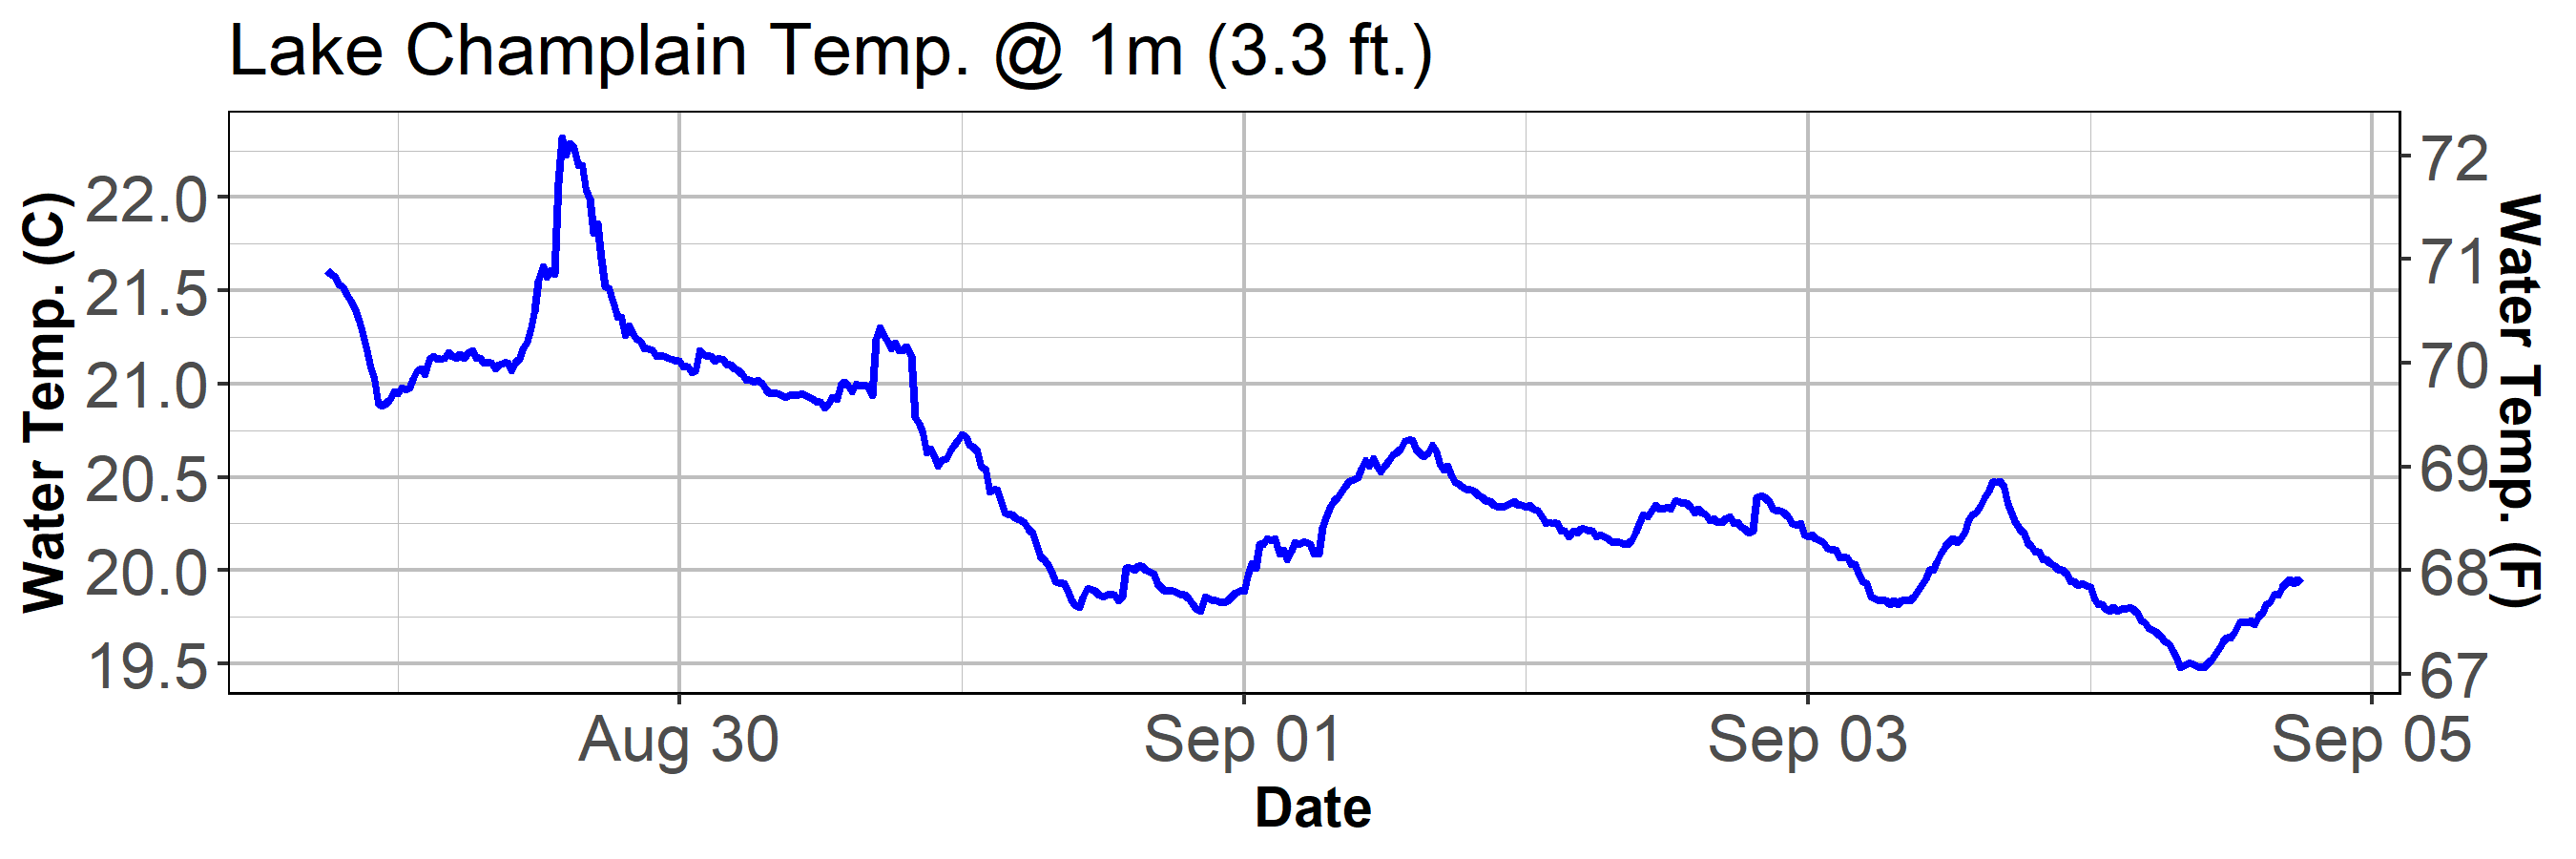 Lake Champlain Temp. @ 1m (3.3 ft.)
Water Temp. (C)
22.0
21.5
21.0
20.5
20.0
19.5
72
71
70
69
68
67
Water Temp. (F)
Aug 30 Sep 01 Sep 03 Sep 05
Date